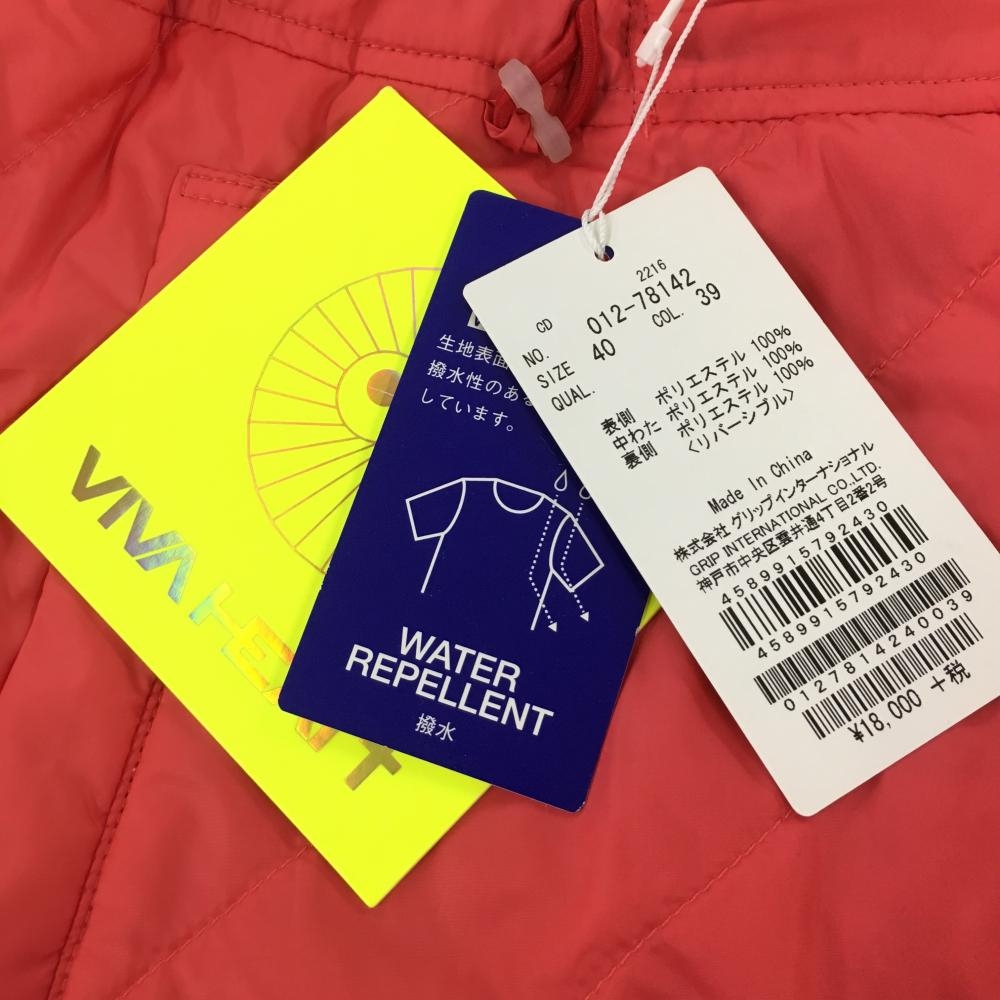 VIVA HEART
生地表面
撥水性のある
しています。
WATER
REPELLENT
撥水
2216
CD
NO. 012-78142
SIZE 40 COL. 39
QUAL.
表側 ポリエステル 100%
中わた ポリエステル 100%
裏側 ポリエステル 100%
〈リバーシブル〉
Made In China
株式会社 グリップインターナショナル
GRIP INTERNATIONAL CO.,LTD.
神戸市中央区雲井通4丁目2番2号
4589915792430
4589915792430
0127814240039
¥18,000 +税